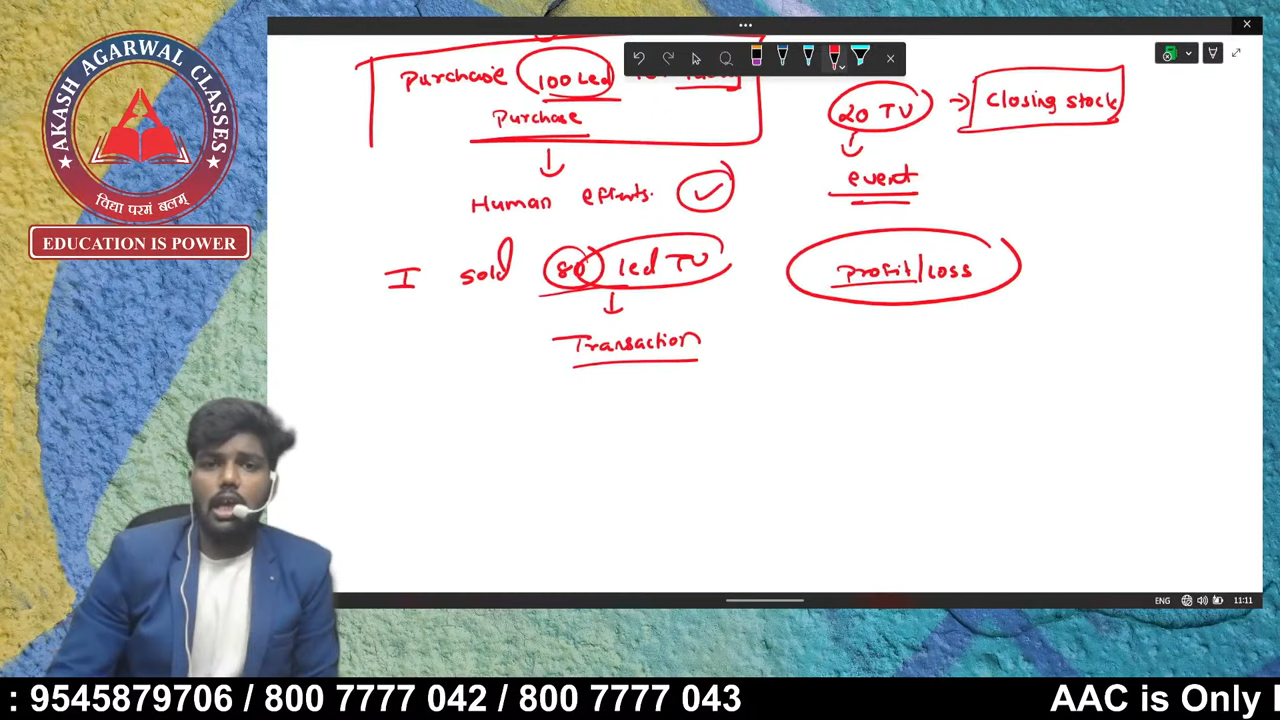 AKASH AGARWAL CLASSES
विद्या परमं बलम्
EDUCATION IS POWER
Purchase 100 Led
Purchase
Human efforts.
20 TV → Closing stock
event
I sold 80 led TV
profit/Loss
Transaction
ENG 11:11
: 9545879706 / 800 7777 042 / 800 7777 043
AAC is Only